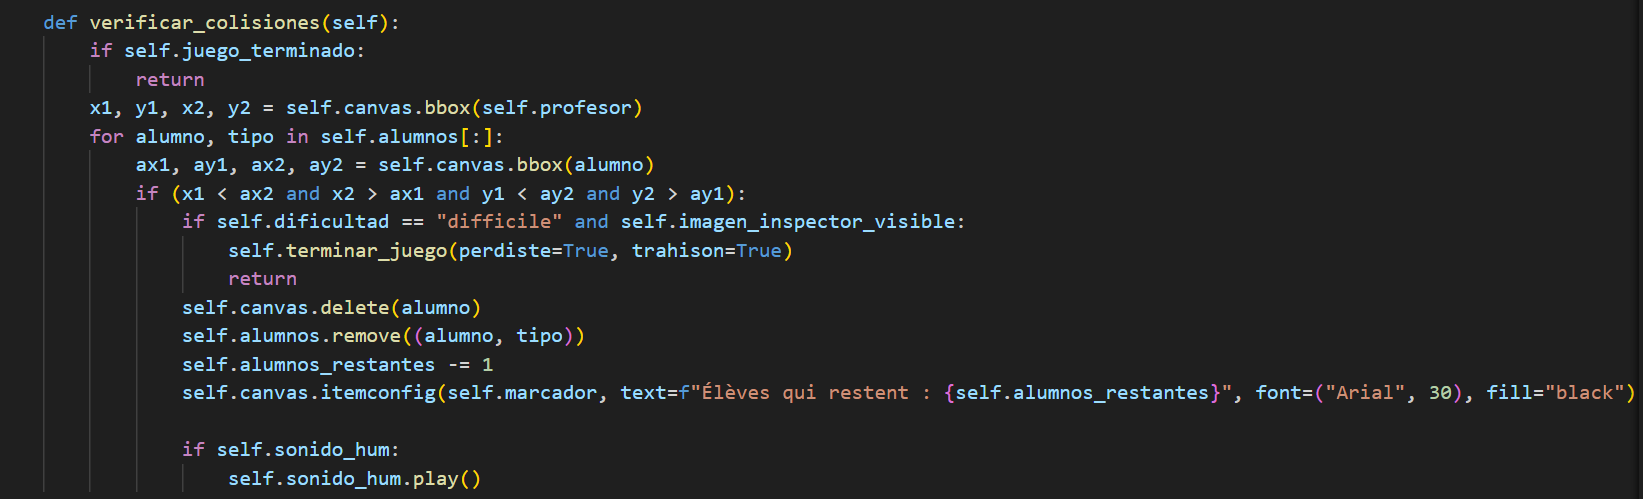 def verificar_colisiones(self):
    if self.juego_terminado:
        return
    x1, y1, x2, y2 = self.canvas.bbox(self.profesor)
    for alumno, tipo in self.alumnos[:]:
        ax1, ay1, ax2, ay2 = self.canvas.bbox(alumno)
        if (x1 < ax2 and x2 > ax1 and y1 < ay2 and y2 > ay1):
            if self.dificultad == "difficile" and self.imagen_inspector_visible:
                self.terminar_juego(perdiste=True, trahison=True)
                return
            self.canvas.delete(alumno)
            self.alumnos.remove((alumno, tipo))
            self.alumnos_restantes -= 1
            self.canvas.itemconfig(self.marcador, text=f"Élèves qui restent : {self.alumnos_restantes}", font=("Arial", 30), fill="black")

            if self.sonido_hum:
                self.sonido_hum.play()